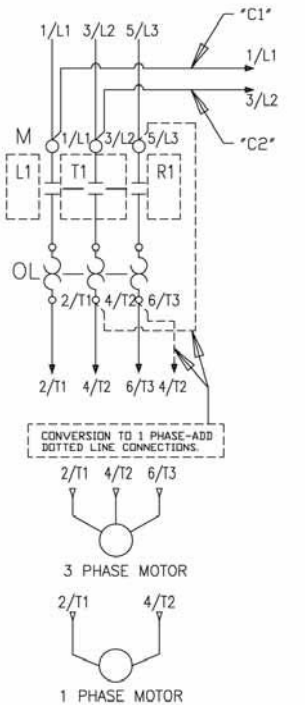 "C1"
1/L1 3/L2 5/L3
1/L1
3/L2
M 1/L1 3/L2 5/L3 "C2"
L1 T1 R1
OL
2/T1 4/T2 6/T3
2/T1 4/T2 6/T3 4/T2
CONVERSION TO 1 PHASE-ADD
DOTTED LINE CONNECTIONS.
2/T1 4/T2 6/T3
3 PHASE MOTOR
2/T1 4/T2
1 PHASE MOTOR